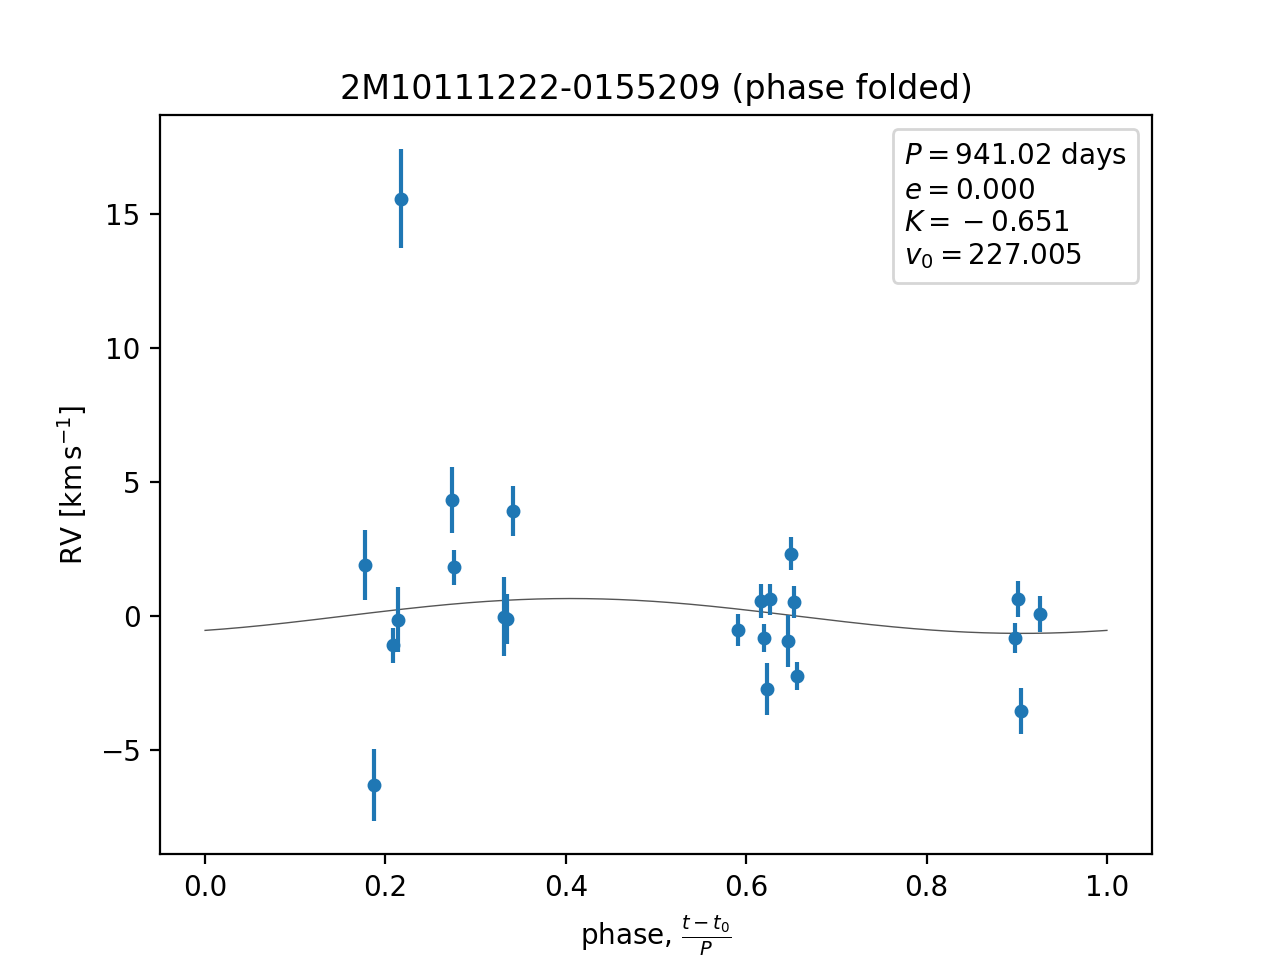 2M10111222-0155209 (phase folded)
P = 941.02 days
e = 0.000
K = −0.651
v₀ = 227.005
15
10
5
0
−5
RV [km s⁻¹]
0.0 0.2 0.4 0.6 0.8 1.0
phase, (t − t₀)/P